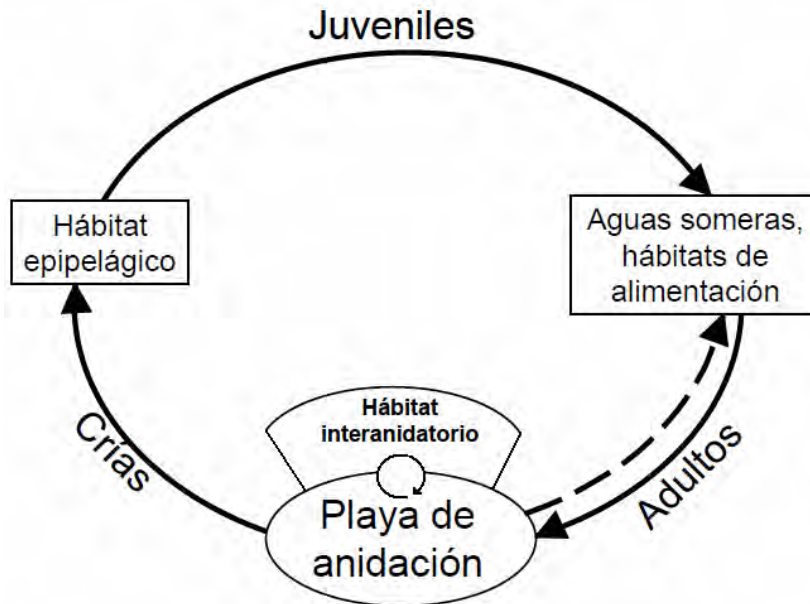 Juveniles
Hábitat
epipelágico
Aguas someras,
hábitats de
alimentación
Hábitat
interanidatorio
Crías
Adultos
Playa de
anidación